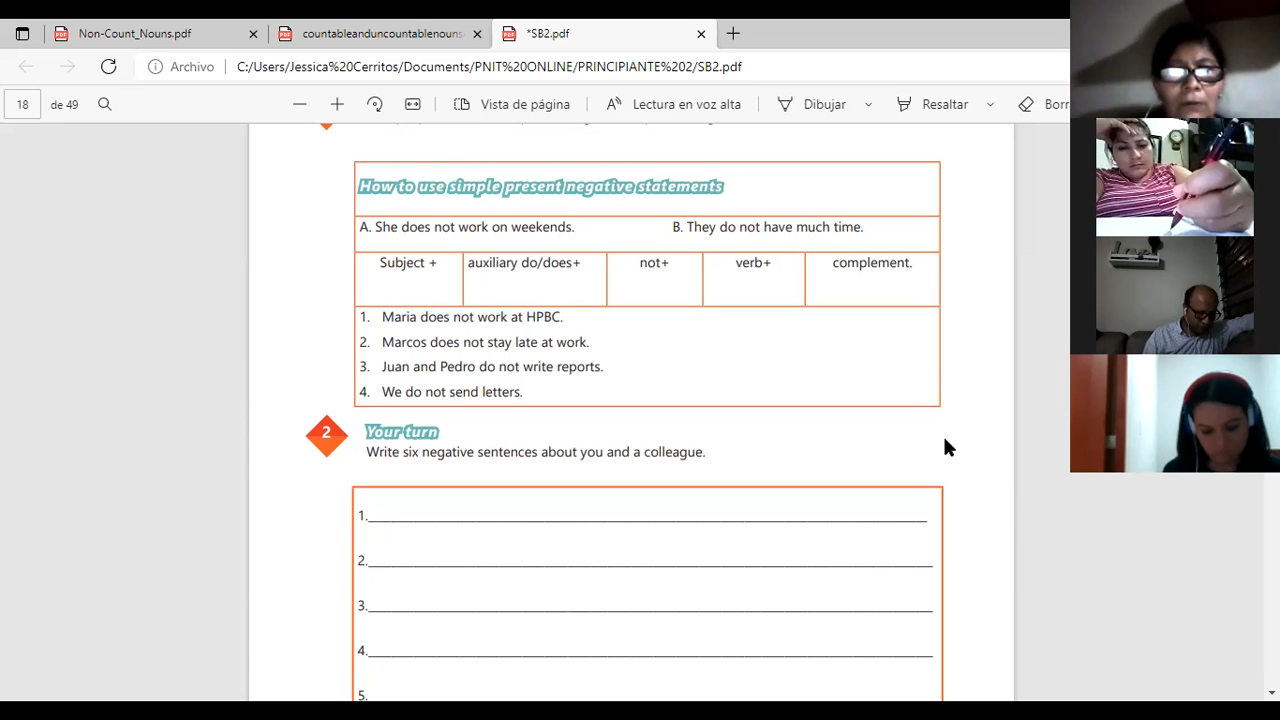 Non-Count_Nouns.pdf
countableanduncountablenouns
*SB2.pdf
Archivo
C:/Users/Jessica%20Cerritos/Documents/PNIT%20ONLINE/PRINCIPIANTE%202/SB2.pdf
18 de 49
Vista de página
Lectura en voz alta
Dibujar
Resaltar
Borr
How to use simple present negative statements
A. She does not work on weekends. B. They do not have much time.
Subject + auxiliary do/does+ not+ verb+ complement.
1. Maria does not work at HPBC.
2. Marcos does not stay late at work.
3. Juan and Pedro do not write reports.
4. We do not send letters.
2 Your turn
Write six negative sentences about you and a colleague.
1.
2.
3.
4.
5.